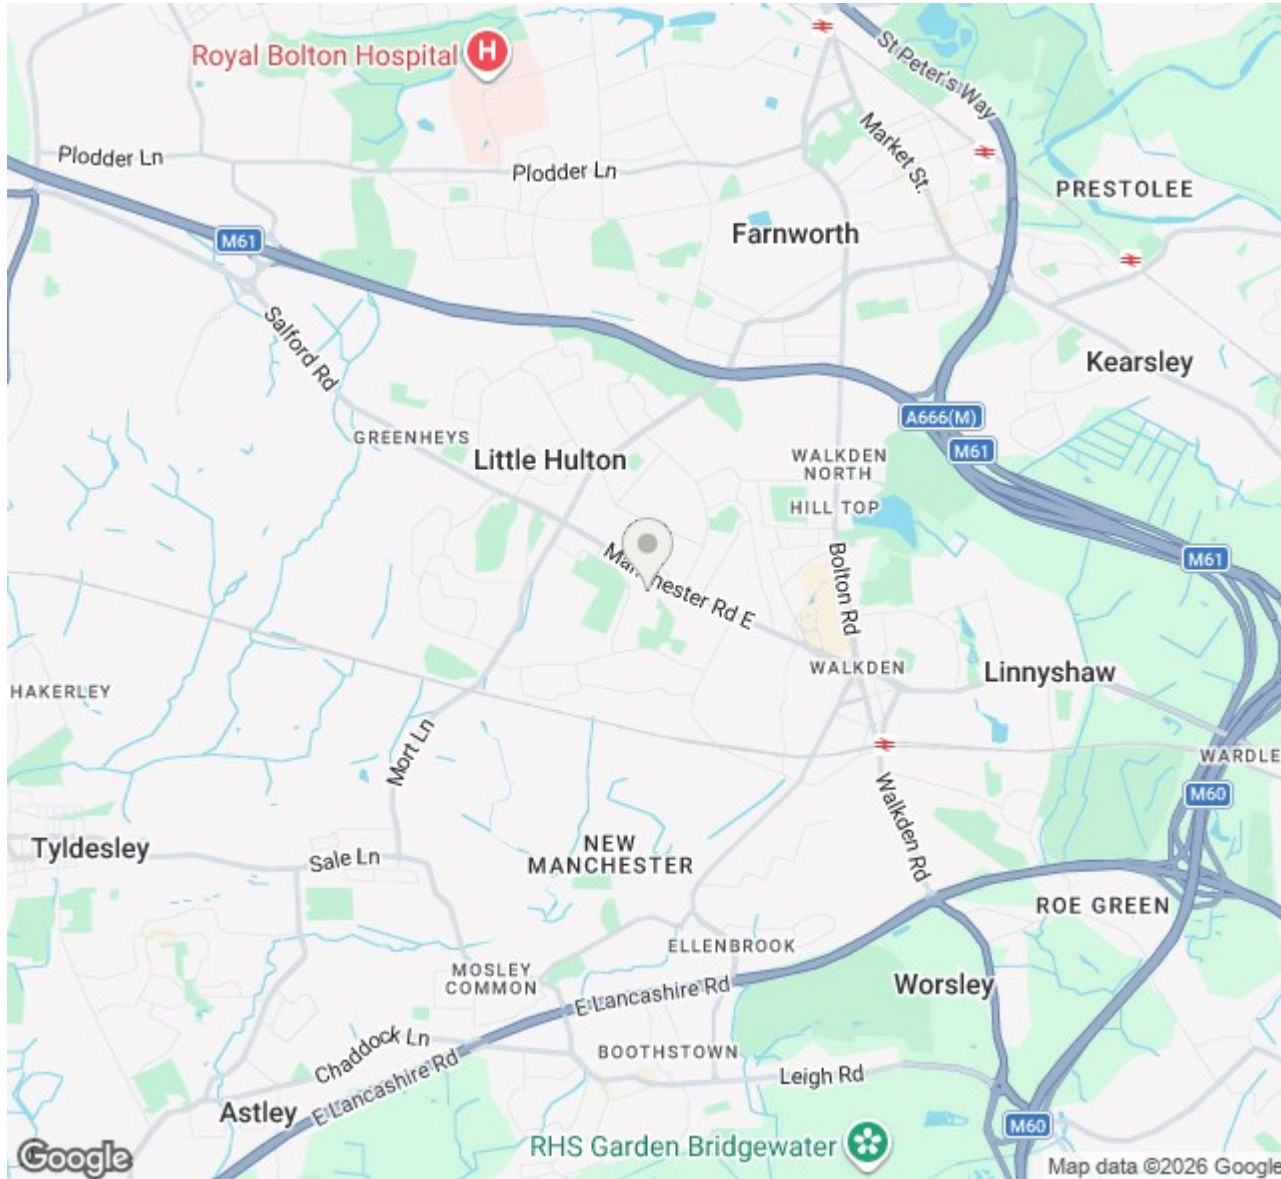 Royal Bolton Hospital
H
St Peter's Way
Market St.
Plodder Ln
Plodder Ln
PRESTOLEE
Farnworth
M61
Salford Rd
Kearsley
A666(M)
M61
GREENHEYS
Little Hulton
WALKDEN
NORTH
HILL TOP
Manchester Rd E
Bolton Rd
M61
WALKDEN
Linnyshaw
HAKERLEY
Mort Ln
WARDLE
M60
Walkden Rd
Tyldesley
Sale Ln
NEW
MANCHESTER
ROE GREEN
ELLENBROOK
MOSLEY
COMMON
Worsley
E Lancashire Rd
Chaddock Ln
BOOTHSTOWN
Leigh Rd
E Lancashire Rd
Astley
M60
RHS Garden Bridgewater
Google
Map data ©2026 Google